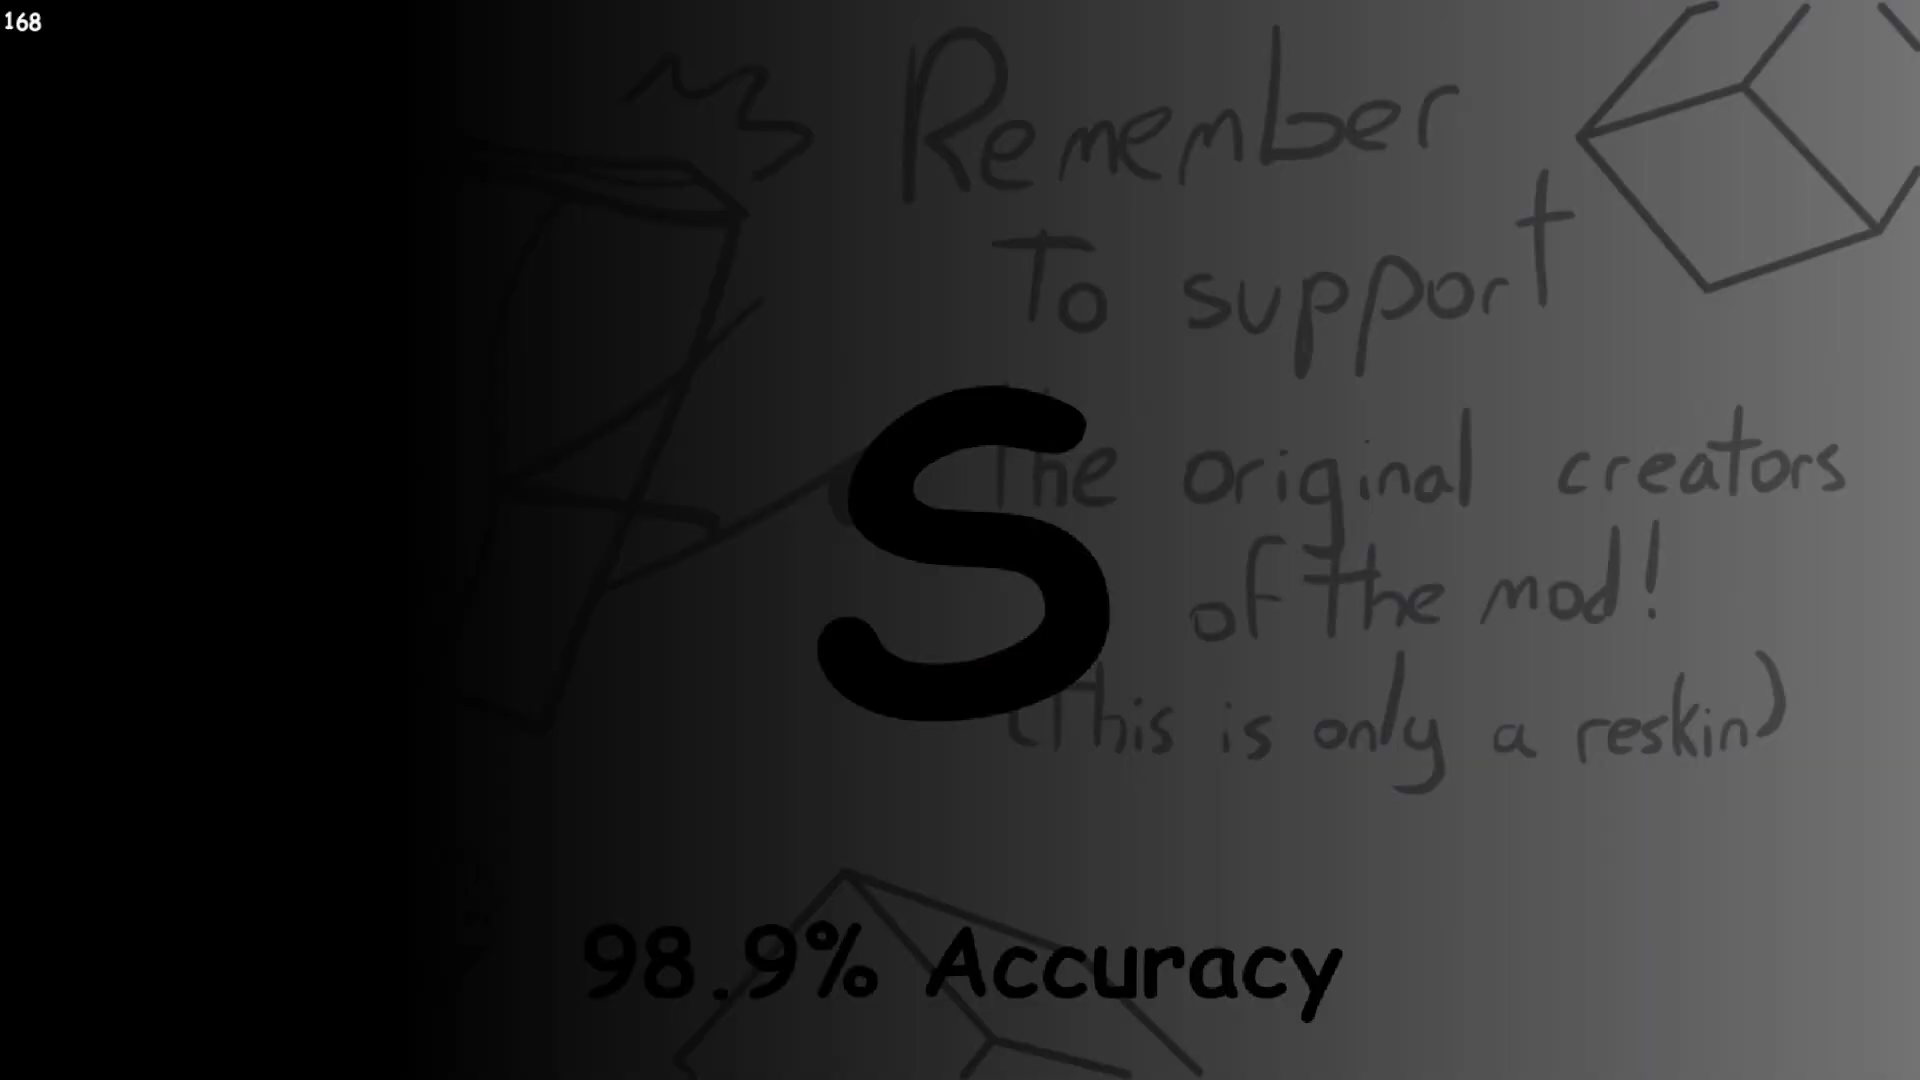 168
Remember
To support
The original creators
of the mod!
(This is only a reskin)
S
98.9% Accuracy